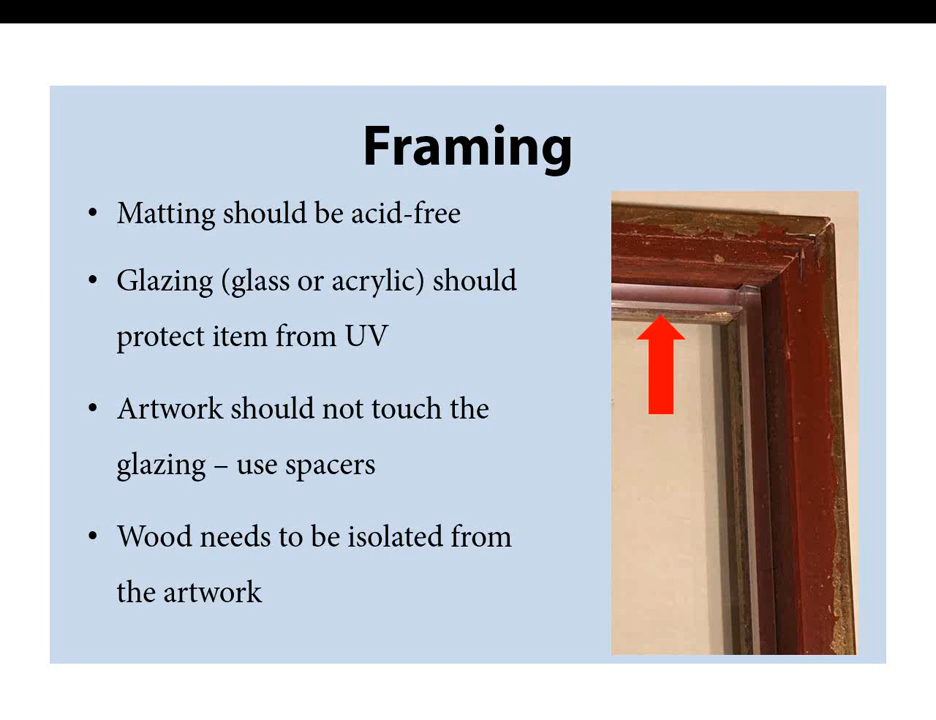 Framing
• Matting should be acid-free
• Glazing (glass or acrylic) should
protect item from UV
• Artwork should not touch the
glazing – use spacers
• Wood needs to be isolated from
the artwork